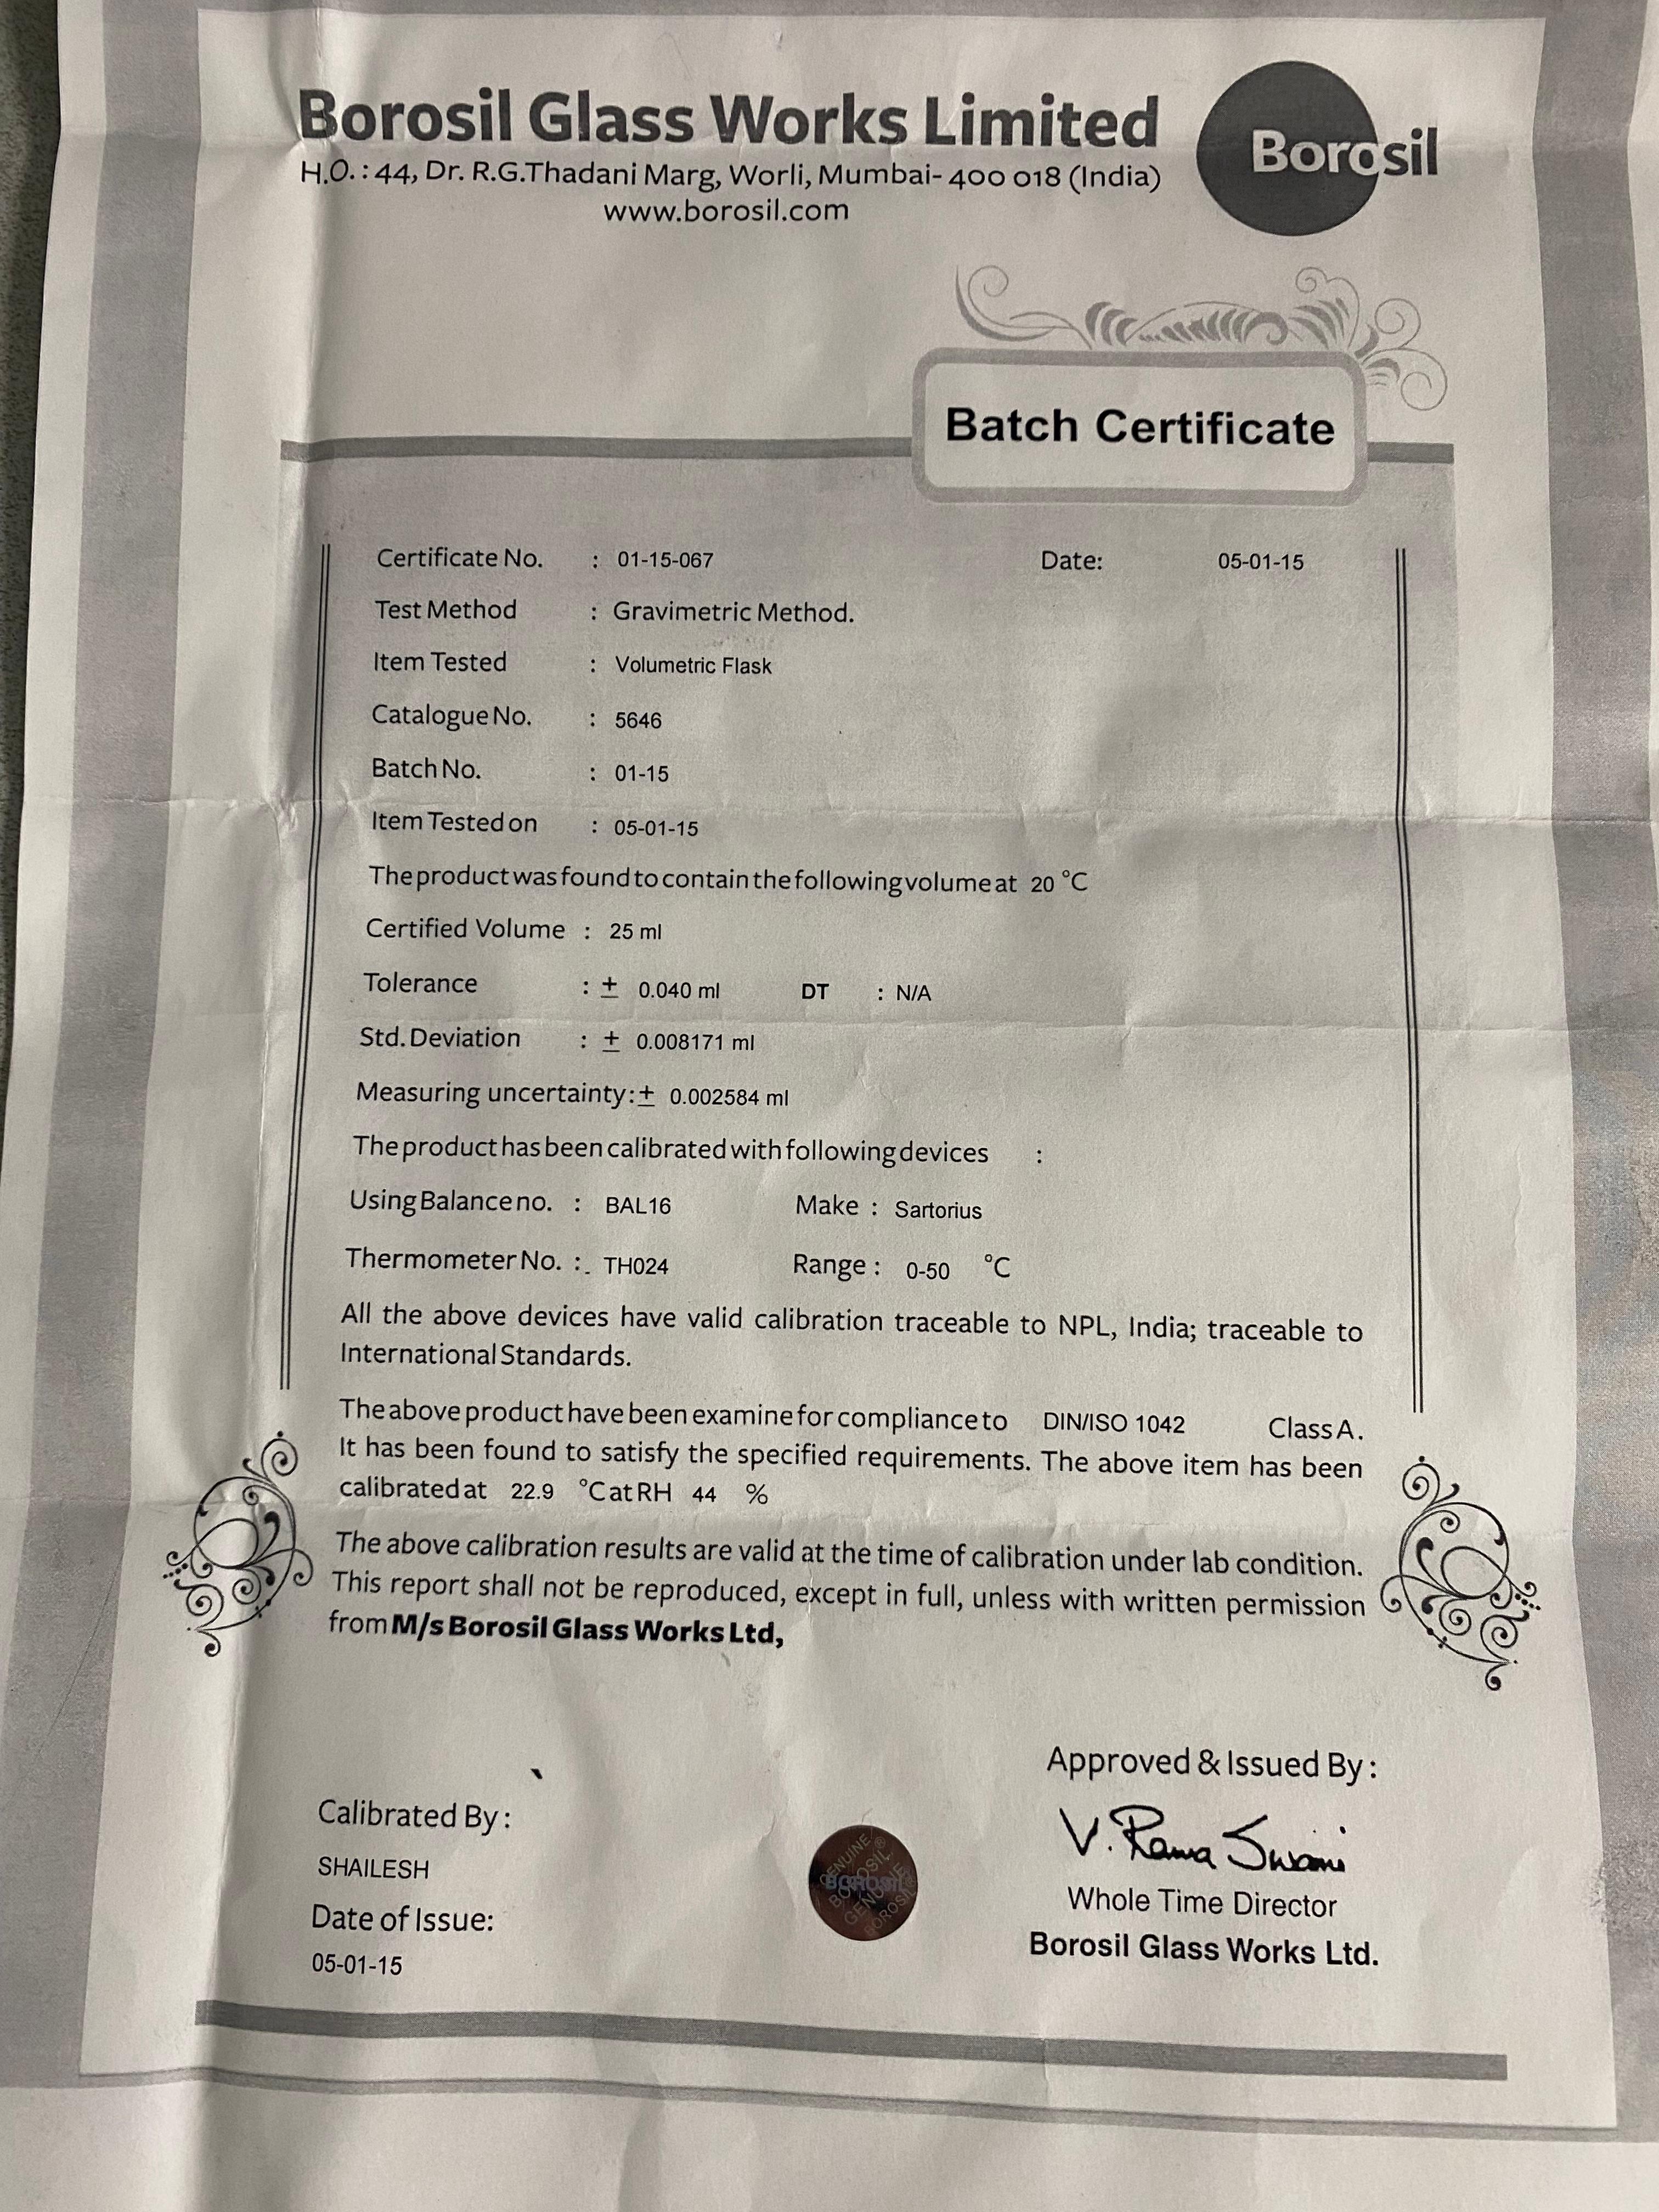 Borosil Glass Works Limited
H.O. : 44, Dr. R.G.Thadani Marg, Worli, Mumbai- 400 018 (India)
www.borosil.com
Borosil
Batch Certificate
Certificate No. : 01-15-067 Date: 05-01-15
Test Method : Gravimetric Method.
Item Tested : Volumetric Flask
Catalogue No. : 5646
Batch No. : 01-15
Item Tested on : 05-01-15
The product was found to contain the following volume at 20 °C
Certified Volume : 25 ml
Tolerance : ± 0.040 ml DT : N/A
Std. Deviation : ± 0.008171 ml
Measuring uncertainty: ± 0.002584 ml
The product has been calibrated with following devices :
Using Balance no. : BAL16 Make : Sartorius
Thermometer No. :. TH024 Range : 0-50 °C
All the above devices have valid calibration traceable to NPL, India; traceable to
International Standards.
The above product have been examine for compliance to DIN/ISO 1042 Class A.
It has been found to satisfy the specified requirements. The above item has been
calibrated at 22.9 °C at RH 44 %
The above calibration results are valid at the time of calibration under lab condition.
This report shall not be reproduced, except in full, unless with written permission
from M/s Borosil Glass Works Ltd,
Approved & Issued By :
Calibrated By :
V. Rama Swami
SHAILESH
GENUINE BOROSIL GENUINE BOROSIL
BOROSIL
Whole Time Director
Date of Issue:
Borosil Glass Works Ltd.
05-01-15